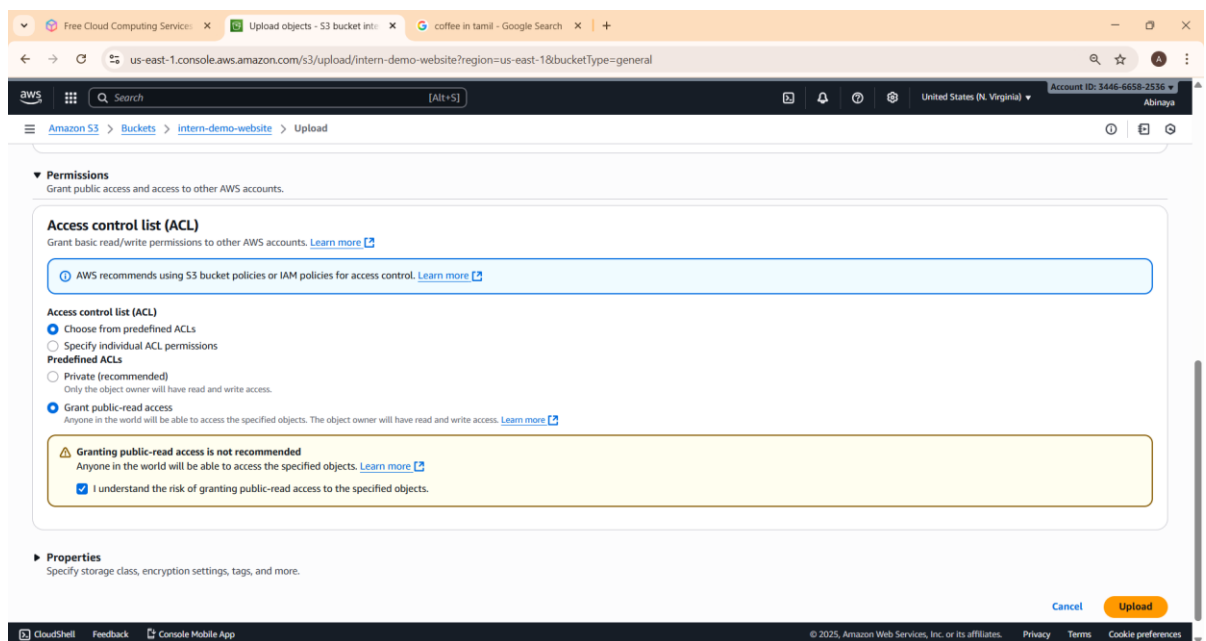 Free Cloud Computing Services
Upload objects - S3 bucket inte
coffee in tamil - Google Search
us-east-1.console.aws.amazon.com/s3/upload/intern-demo-website?region=us-east-1&bucketType=general
A
aws
Search
[Alt+S]
United States (N. Virginia)
Account ID: 3446-6658-2536
Abinaya
Amazon S3 > Buckets > intern-demo-website > Upload
Permissions
Grant public access and access to other AWS accounts.
Access control list (ACL)
Grant basic read/write permissions to other AWS accounts. Learn more
AWS recommends using S3 bucket policies or IAM policies for access control. Learn more
Access control list (ACL)
Choose from predefined ACLs
Specify individual ACL permissions
Predefined ACLs
Private (recommended)
Only the object owner will have read and write access.
Grant public-read access
Anyone in the world will be able to access the specified objects. The object owner will have read and write access. Learn more
Granting public-read access is not recommended
Anyone in the world will be able to access the specified objects. Learn more
I understand the risk of granting public-read access to the specified objects.
Properties
Specify storage class, encryption settings, tags, and more.
Cancel
Upload
CloudShell Feedback Console Mobile App
© 2025, Amazon Web Services, Inc. or its affiliates. Privacy Terms Cookie preferences